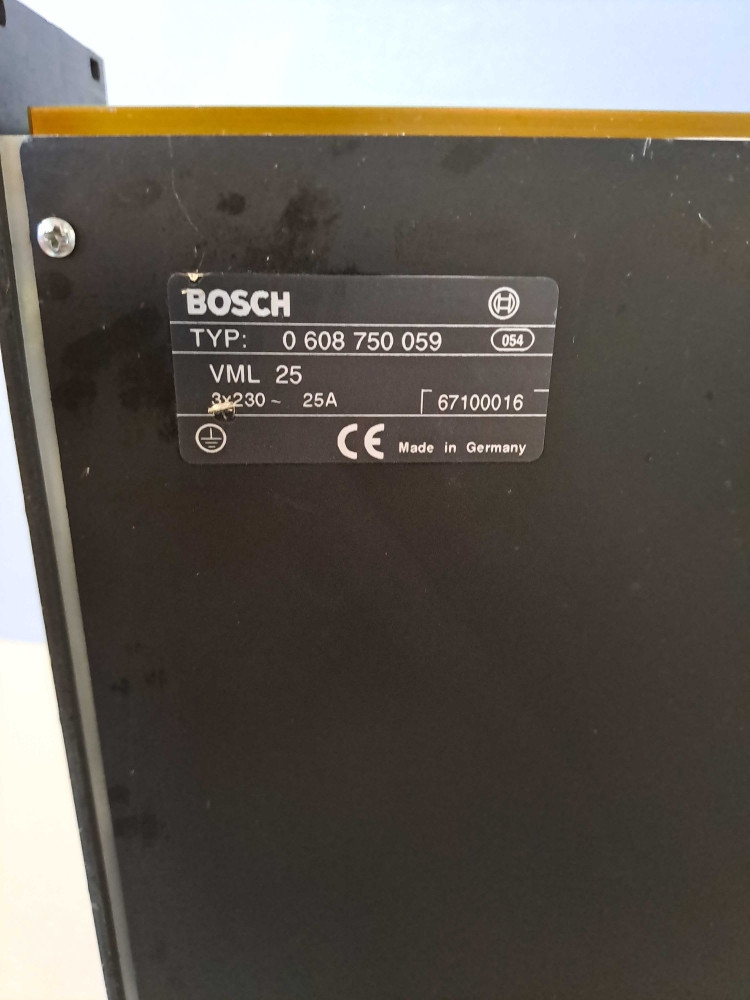 BOSCH
TYP: 0 608 750 059 054
VML 25
3x230~ 25A 67100016
CE Made in Germany